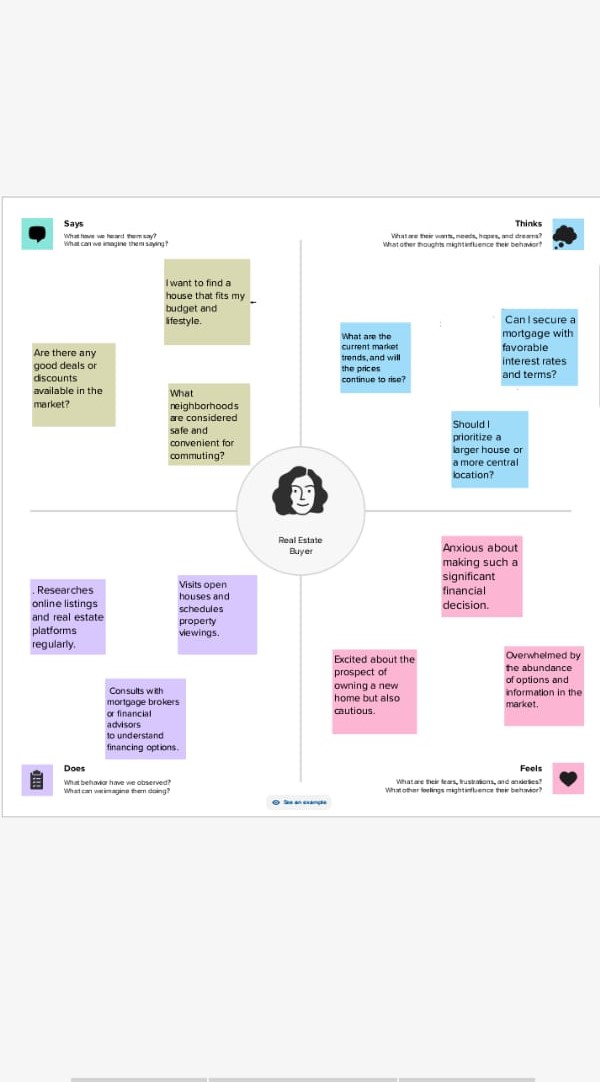 Says
What have we heard them say?
What can we imagine them saying?
Thinks
What are their wants, needs, hopes, and dreams?
What other thoughts might influence their behavior?
I want to find a
house that fits my
budget and
lifestyle.
Are there any
good deals or
discounts
available in the
market?
What
neighborhoods
are considered
safe and
convenient for
commuting?
What are the
current market
trends, and will
the prices
continue to rise?
Can I secure a
mortgage with
favorable
interest rates
and terms?
Should I
prioritize a
larger house or
a more central
location?
Real Estate
Buyer
. Researches
online listings
and real estate
platforms
regularly.
Visits open
houses and
schedules
property
viewings.
Consults with
mortgage brokers
or financial
advisors
to understand
financing options.
Anxious about
making such a
significant
financial
decision.
Excited about the
prospect of
owning a new
home but also
cautious.
Overwhelmed by
the abundance
of options and
information in the
market.
Does
What behavior have we observed?
What can we imagine them doing?
Feels
What are their fears, frustrations, and anxieties?
What other feelings might influence their behavior?
See an example